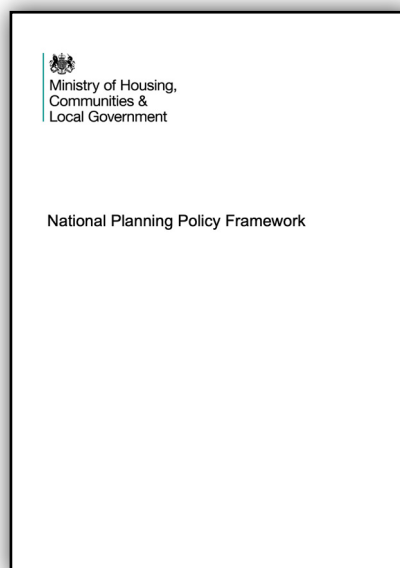 Ministry of Housing,
Communities &
Local Government
National Planning Policy Framework